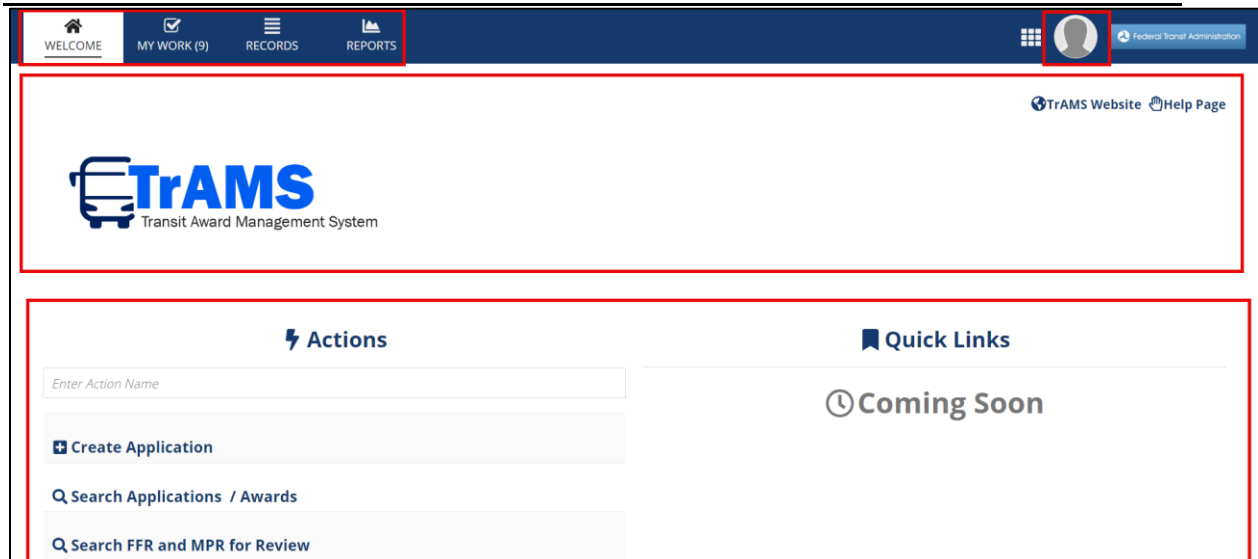 WELCOME MY WORK (9) RECORDS REPORTS Federal Transit Administration
TrAMS Website Help Page
TrAMS
Transit Award Management System
Actions
Enter Action Name
Create Application
Search Applications / Awards
Search FFR and MPR for Review
Quick Links
Coming Soon